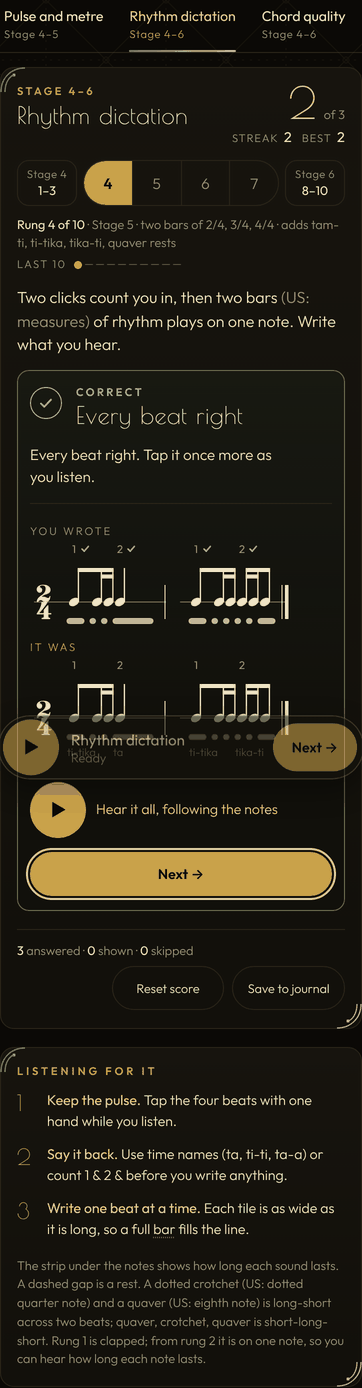 Pulse and metre
Stage 4–5
Rhythm dictation
Stage 4–6
Chord quality
Stage 4–6
STAGE 4–6
Rhythm dictation
2 of 3
STREAK 2 BEST 2
Stage 4
1–3
4
5
6
7
Stage 6
8–10
Rung 4 of 10 · Stage 5 · two bars of 2/4, 3/4, 4/4 · adds tam-
ti, ti-tika, tika-ti, quaver rests
LAST 10
Two clicks count you in, then two bars (US:
measures) of rhythm plays on one note. Write
what you hear.
CORRECT
Every beat right
Every beat right. Tap it once more as
you listen.
YOU WROTE
1 ✓ 2 ✓ 1 ✓ 2 ✓
2
4
IT WAS
1 2 1 2
2
4
Rhythm dictation
Ready
Next →
ti-tika ta ti-tika tika-ti
Hear it all, following the notes
Next →
3 answered · 0 shown · 0 skipped
Reset score
Save to journal
LISTENING FOR IT
1 Keep the pulse. Tap the four beats with one
hand while you listen.
2 Say it back. Use time names (ta, ti-ti, ta-a) or
count 1 & 2 & before you write anything.
3 Write one beat at a time. Each tile is as wide as
it is long, so a full bar fills the line.
The strip under the notes shows how long each sound lasts.
A dashed gap is a rest. A dotted crotchet (US: dotted
quarter note) and a quaver (US: eighth note) is long-short
across two beats; quaver, crotchet, quaver is short-long-
short. Rung 1 is clapped; from rung 2 it is on one note, so you
can hear how long each note lasts.